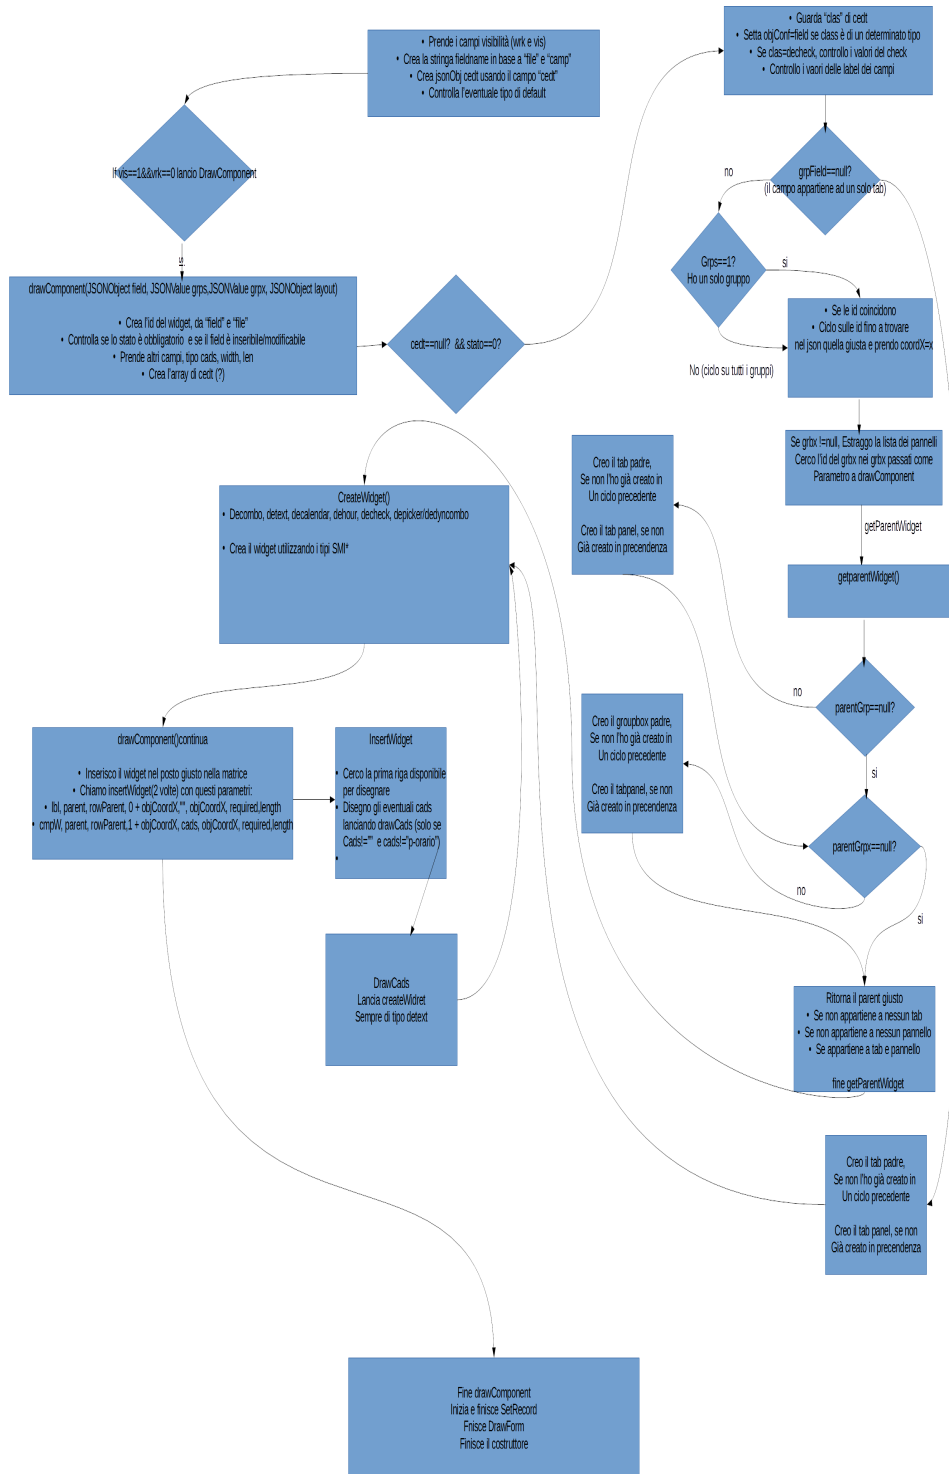 • Prende i campi visibilità (wrk e vis)
• Crea la stringa fieldname in base a “file” e “camp”
• Crea jsonObj cedt usando il campo “cedt”
• Controlla l’eventuale tipo di default
If vis==1&&vrk==0 lancio DrawComponent
si
drawComponent(JSONObject field, JSONValue grps,JSONValue grpx, JSONObject layout)
• Crea l’id del widget, da “field” e “file”
• Controlla se lo stato è obbligatorio e se il field è inseribile/modificabile
• Prende altri campi, tipo cads, width, len
• Crea l’array di cedt (?)
cedt==null? && stato==0?
• Guarda “clas” di cedt
• Setta objConf=field se class è di un determinato tipo
• Se clas=decheck, controllo i valori del check
• Controllo i vaori delle label dei campi
grpField==null?
(il campo appartiene ad un solo tab)
no
Grps==1?
Ho un solo gruppo
si
No (ciclo su tutti i gruppi)
• Se le id coincidono
• Ciclo sulle id fino a trovare
nel json quella giusta e prendo coordX=x
Se grbx !=null, Estraggo la lista dei pannelli
Cerco l’id del grbx nei grbx passati come
Parametro a drawComponent
getParentWidget
getparentWidget()
parentGrp==null?
no
si
Creo il tab padre,
Se non l’ho già creato in
Un ciclo precedente
Creo il tab panel, se non
Già creato in precendenza
parentGrpx==null?
no
si
Creo il groupbox padre,
Se non l’ho già creato in
Un ciclo precedente
Creo il tabpanel, se non
Già creato in precendenza
Ritorna il parent giusto
• Se non appartiene a nessun tab
• Se non appartiene a nessun pannello
• Se appartiene a tab e pannello
fine getParentWidget
Creo il tab padre,
Se non l’ho già creato in
Un ciclo precedente
Creo il tab panel, se non
Già creato in precendenza
CreateWidget()
• Decombo, detext, decalendar, dehour, decheck, depicker/dedyncombo
• Crea il widget utilizzando i tipi SMI*
drawComponent()continua
• Inserisco il widget nel posto giusto nella matrice
• Chiamo insertWidget(2 volte) con questi parametri:
• lbl, parent, rowParent, 0 + objCoordX,"", objCoordX, required,length
• cmpW, parent, rowParent,1 + objCoordX, cads, objCoordX, required,length
InsertWidget
• Cerco la prima riga disponibile
per disegnare
• Disegno gli eventuali cads
lanciando drawCads (solo se
Cads!="" e cads!="p-orario")
•
DrawCads
Lancia createWidret
Sempre di tipo detext
Fine drawComponent
Inizia e finisce SetRecord
Fnisce DrawForm
Finisce il costruttore